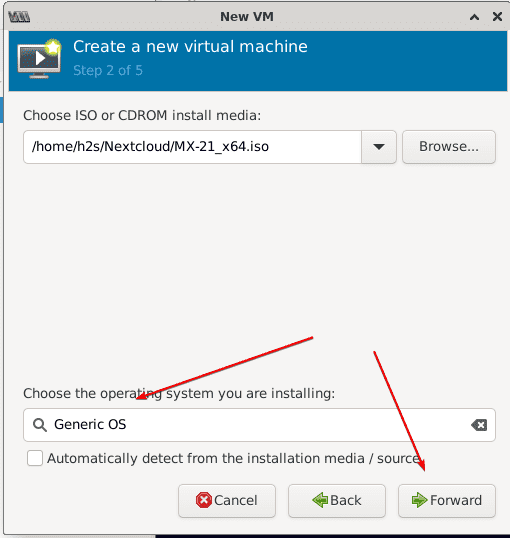 New VM
Create a new virtual machine
Step 2 of 5
Choose ISO or CDROM install media:
/home/h2s/Nextcloud/MX-21_x64.iso
Browse...
Choose the operating system you are installing:
Generic OS
Automatically detect from the installation media / source
Cancel
Back
Forward